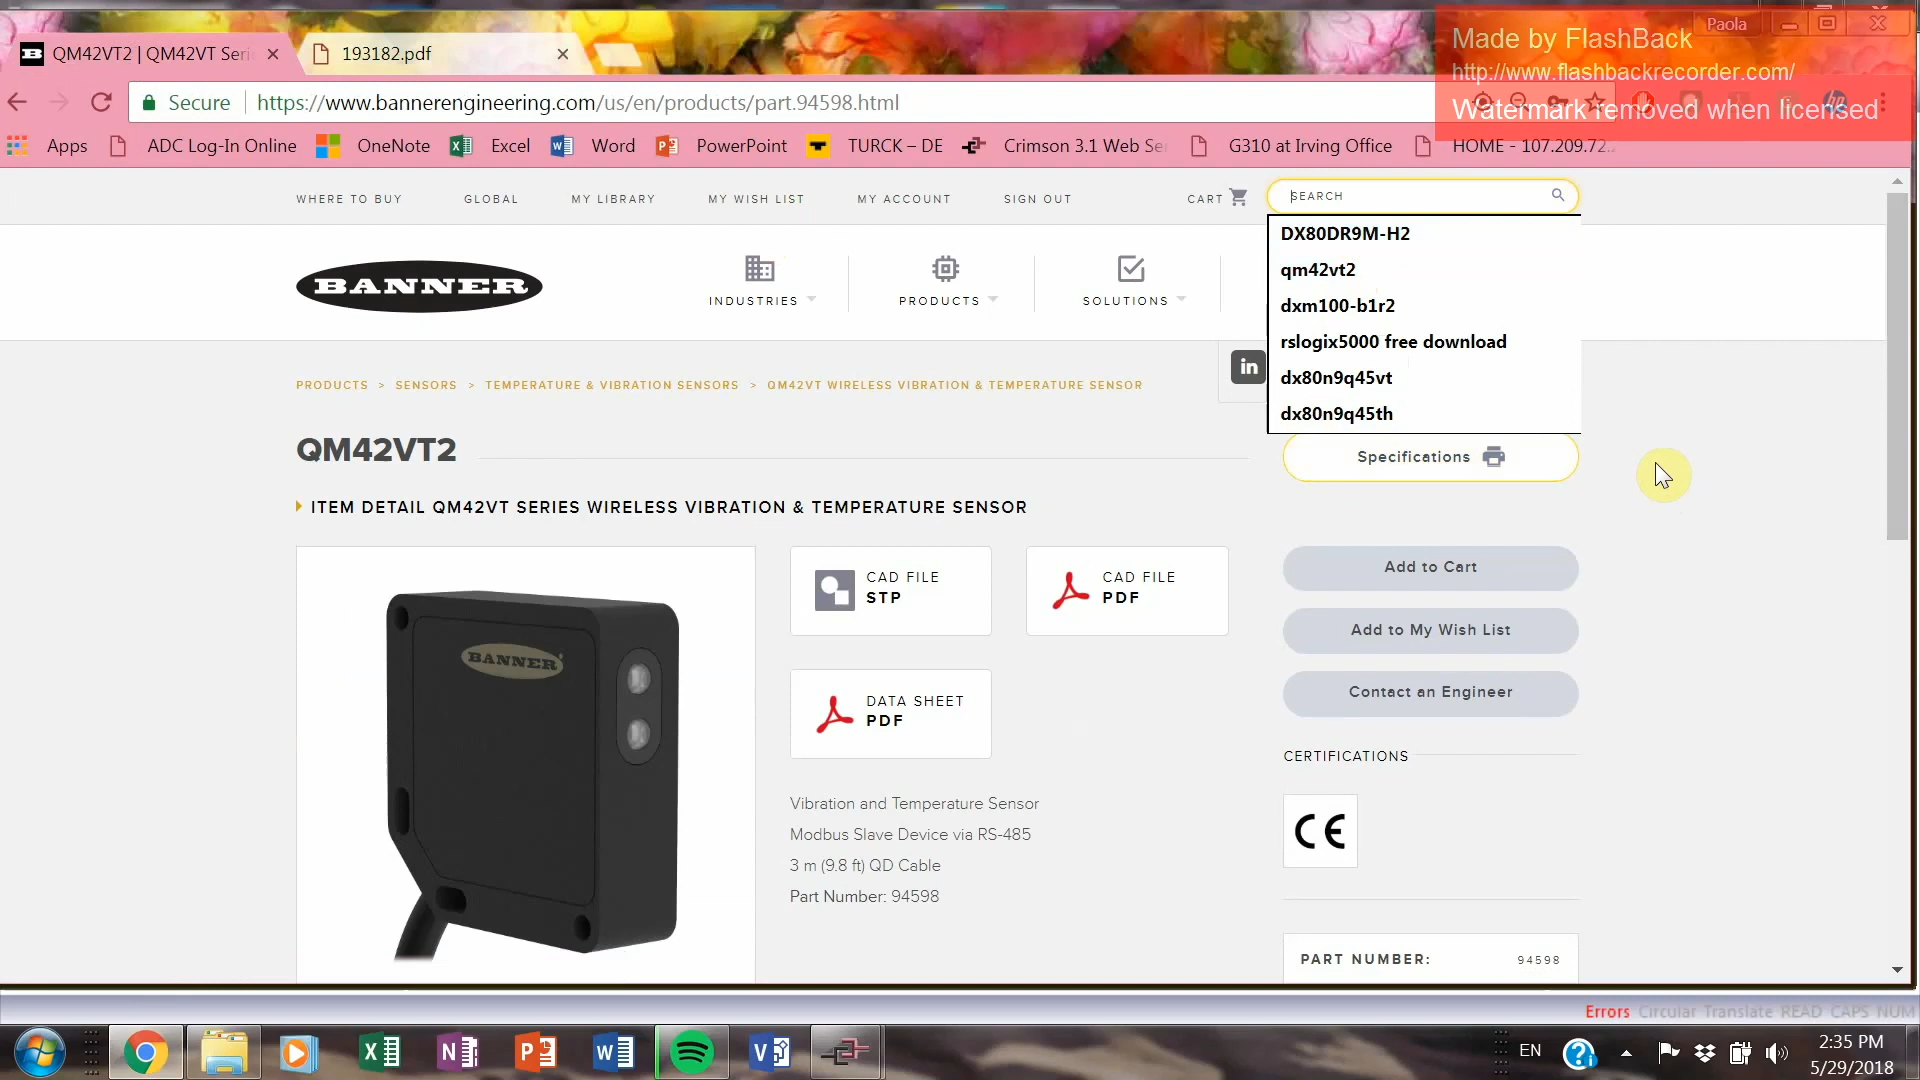 Paola
Made by FlashBack
http://www.flashbackrecorder.com/
Watermark removed when licensed
QM42VT2 | QM42VT Seri
193182.pdf
Secure
https://www.bannerengineering.com/us/en/products/part.94598.html
Apps
ADC Log-In Online
OneNote
Excel
Word
PowerPoint
TURCK – DE
Crimson 3.1 Web Se
G310 at Irving Office
HOME - 107.209.72...
WHERE TO BUY
GLOBAL
MY LIBRARY
MY WISH LIST
MY ACCOUNT
SIGN OUT
CART
SEARCH
DX80DR9M-H2
qm42vt2
dxm100-b1r2
rslogix5000 free download
dx80n9q45vt
dx80n9q45th
BANNER
INDUSTRIES
PRODUCTS
SOLUTIONS
in
PRODUCTS > SENSORS > TEMPERATURE & VIBRATION SENSORS > QM42VT WIRELESS VIBRATION & TEMPERATURE SENSOR
QM42VT2
Specifications
ITEM DETAIL QM42VT SERIES WIRELESS VIBRATION & TEMPERATURE SENSOR
BANNER
CAD FILE
STP
CAD FILE
PDF
DATA SHEET
PDF
Add to Cart
Add to My Wish List
Contact an Engineer
CERTIFICATIONS
CE
Vibration and Temperature Sensor
Modbus Slave Device via RS-485
3 m (9.8 ft) QD Cable
Part Number: 94598
PART NUMBER: 94598
Errors Circular Translate READ CAPS NUM
EN
2:35 PM
5/29/2018